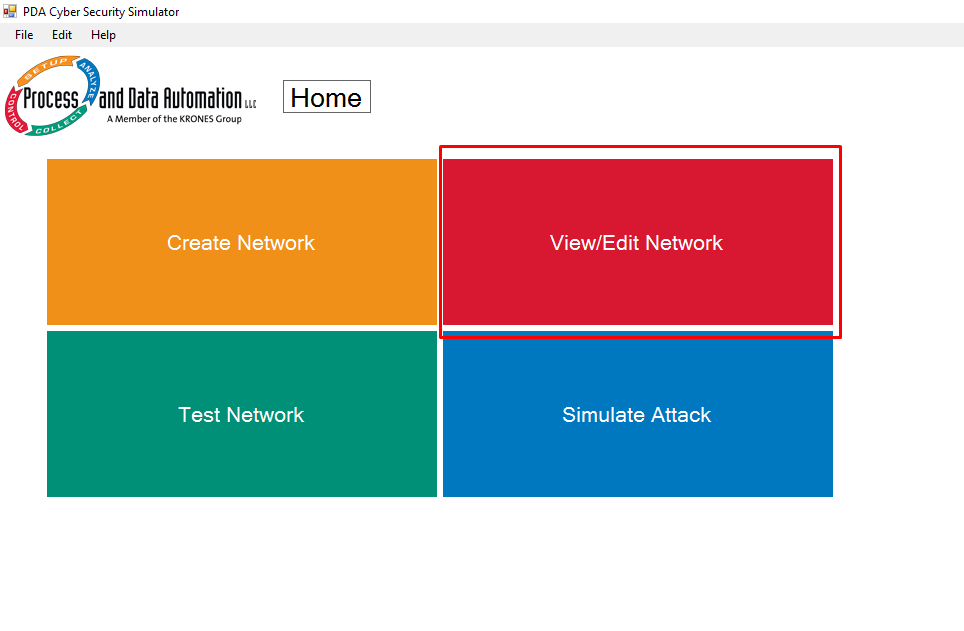 PDA Cyber Security Simulator
File Edit Help
SETUP ANALYZE COLLECT CONTROL
Process and Data Automation LLC
A Member of the KRONES Group
Home
Create Network
View/Edit Network
Test Network
Simulate Attack